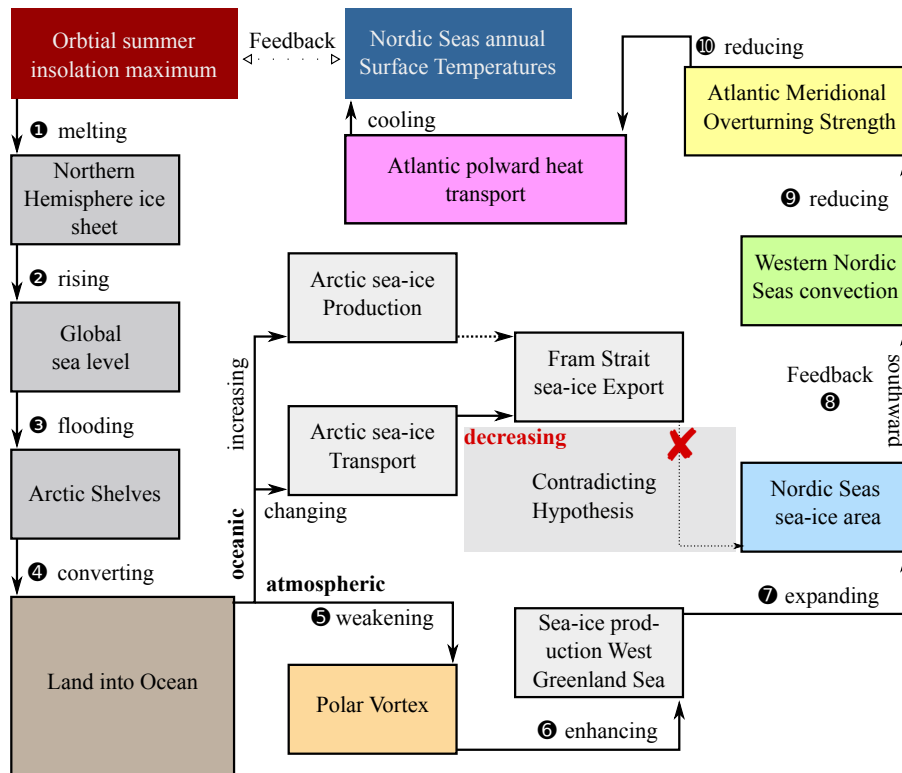 Orbtial summer
insolation maximum
Feedback
Nordic Seas annual
Surface Temperatures
❿ reducing
Atlantic Meridional
Overturning Strength
❶ melting
cooling
Northern
Hemisphere ice
sheet
Atlantic polward heat
transport
❾ reducing
❷ rising
Arctic sea-ice
Production
Western Nordic
Seas convection
Global
sea level
increasing
Fram Strait
sea-ice Export
Feedback
❽
southward
❸ flooding
Arctic sea-ice
Transport
decreasing
Arctic Shelves
changing
Contradicting
Hypothesis
Nordic Seas
sea-ice area
❹ converting
oceanic
atmospheric
❺ weakening
❼ expanding
Land into Ocean
Polar Vortex
Sea-ice prod-
uction West
Greenland Sea
❻ enhancing